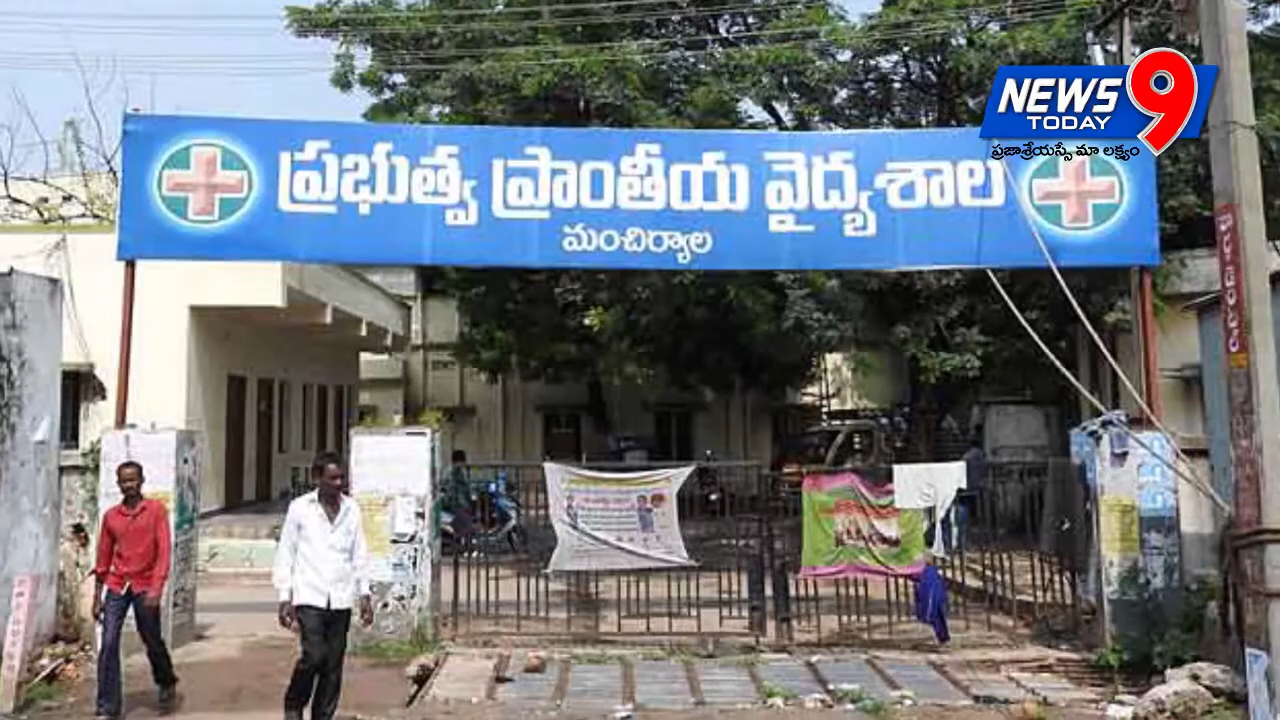 NEWS
TODAY
9
ప్రజాశ్రేయస్సే మా లక్ష్యం
ప్రభుత్వ ప్రాంతీయ వైద్యశాల
మంచిర్యాల